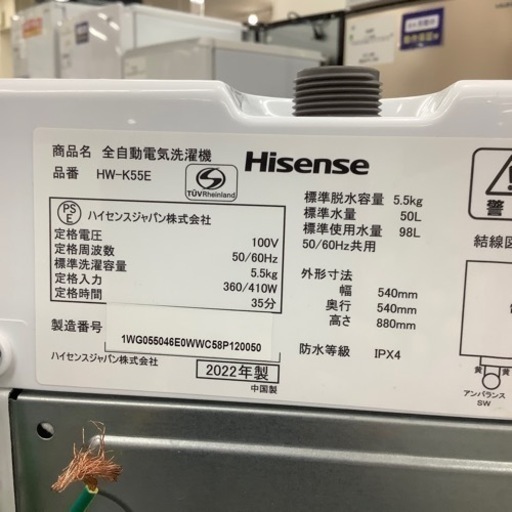 商品名 全自動電気洗濯機
品番 HW-K55E
TÜVRheinland
Hisense
PS
E
ハイセンスジャパン株式会社
定格電圧 100V
定格周波数 50/60Hz
標準洗濯容量 5.5kg
定格入力 360/410W
定格時間 35分
製造番号
1WG055046E0WWC58P120050
ハイセンスジャパン株式会社
2022年製
中国製
標準脱水容量 5.5kg
標準水量 50L
標準使用水量 98L
50/60Hz共用
外形寸法
幅 540mm
奥行 540mm
高さ 880mm
防水等級 IPX4
警
結線図
黄 黄
アンバランス
SW